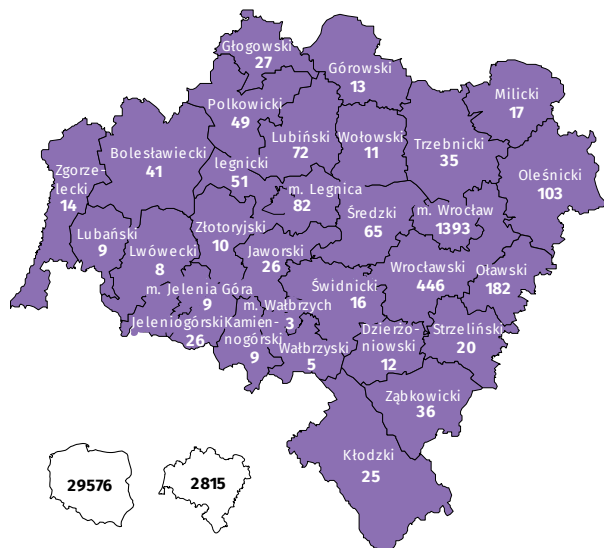 Głogowski
27
Górowski
13
Milicki
17
Polkowicki
49
Lubiński
72
Wołowski
11
Trzebnicki
35
Bolesławiecki
41
legnicki
51
Oleśnicki
103
Zgorze-
lecki
14
m. Legnica
82
Średzki
65
m. Wrocław
1393
Lubański
9
Lwówecki
8
Złotoryjski
10
Jaworski
26
Wrocławski
446
Oławski
182
m. Jelenia Góra
9
m. Wałbrzych
3
Świdnicki
16
Jeleniogórski
26
Kamien-
nogórski
9
Wałbrzyski
5
Dzierżo-
niowski
12
Strzeliński
20
Ząbkowicki
36
Kłodzki
25
29576
2815